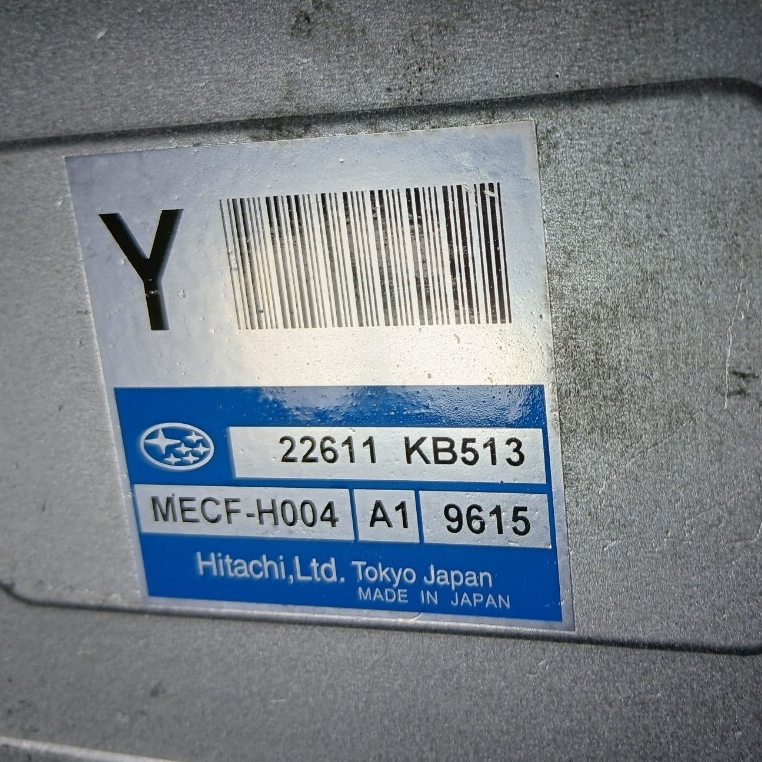 Y
22611 KB513
MECF-H004 A1 9615
Hitachi,Ltd. Tokyo Japan
MADE IN JAPAN